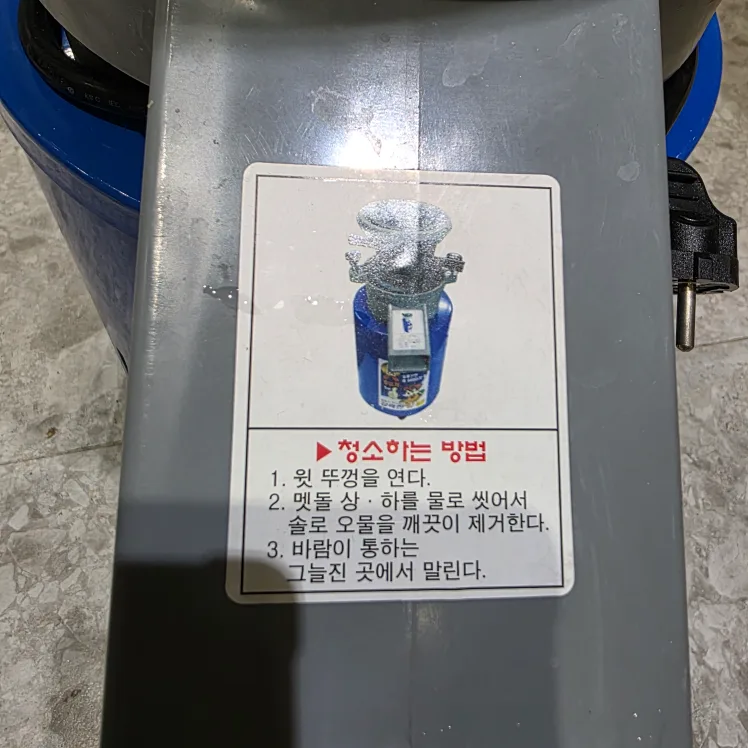 ▶청소하는 방법
1. 윗 뚜껑을 연다.
2. 멧돌 상 · 하를 물로 씻어서
솔로 오물을 깨끗이 제거한다.
3. 바람이 통하는
그늘진 곳에서 말린다.